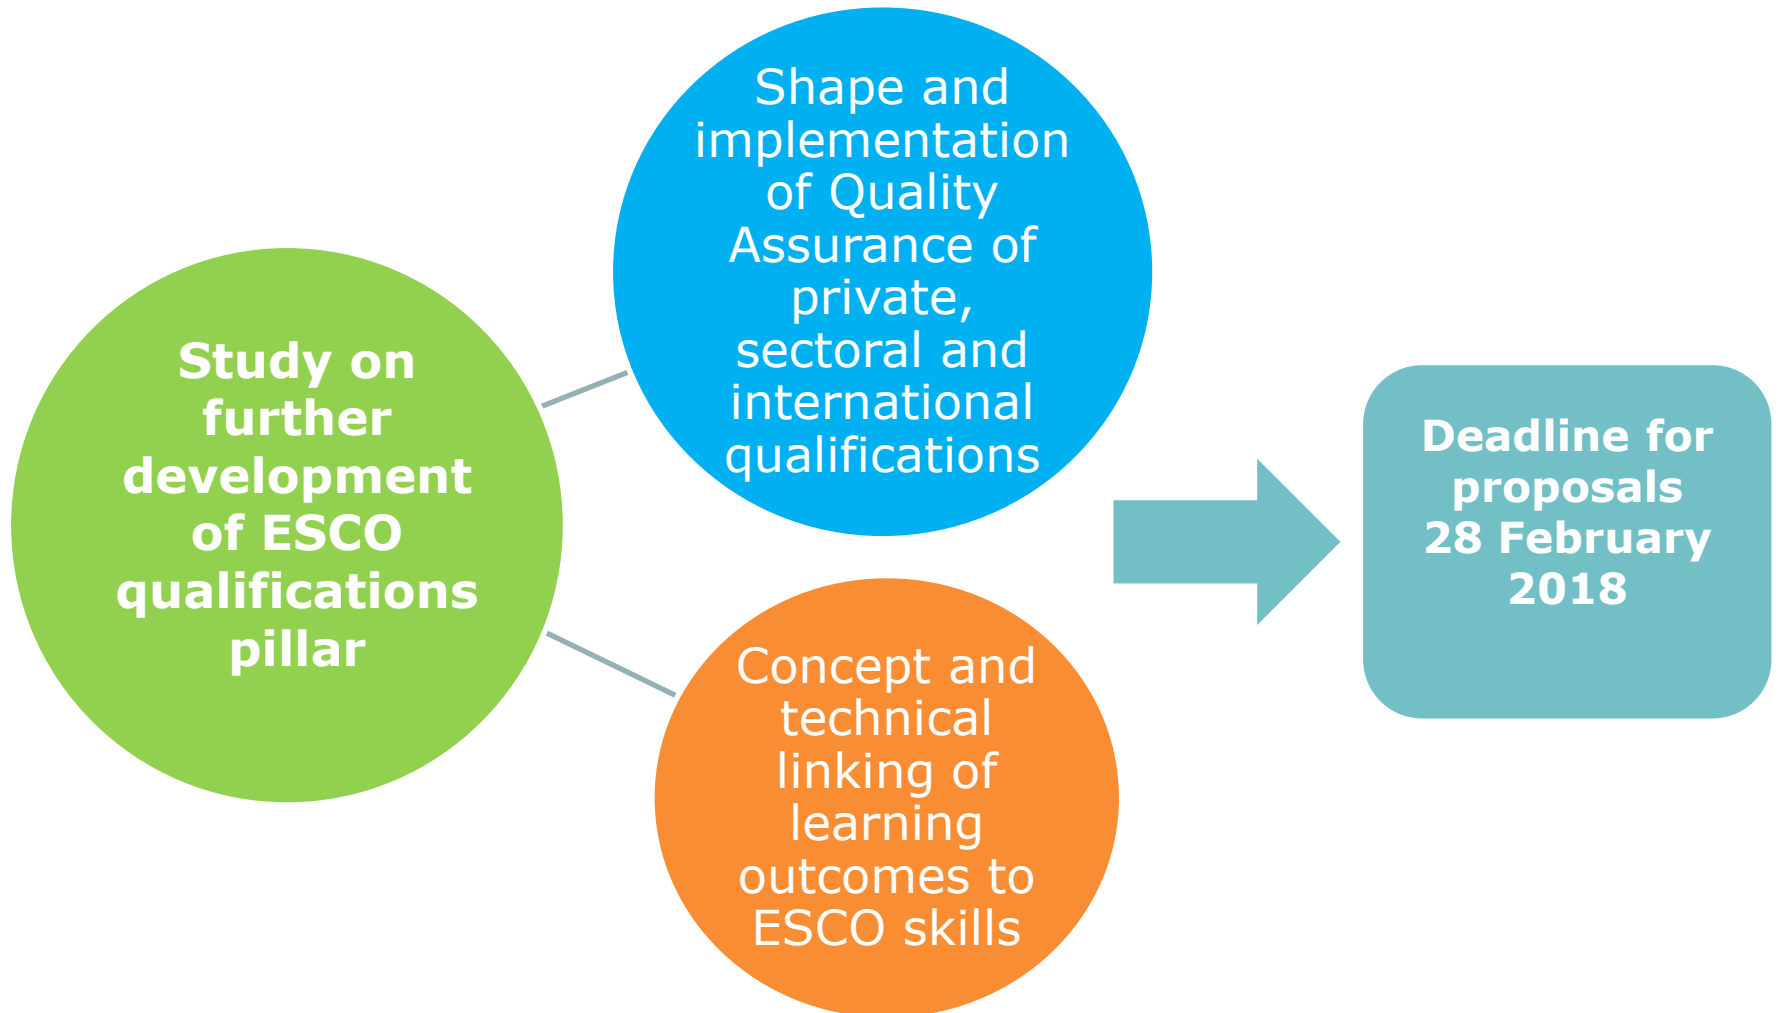 Study on
further
development
of ESCO
qualifications
pillar
Shape and
implementation
of Quality
Assurance of
private,
sectoral and
international
qualifications
Concept and
technical
linking of
learning
outcomes to
ESCO skills
Deadline for
proposals
28 February
2018